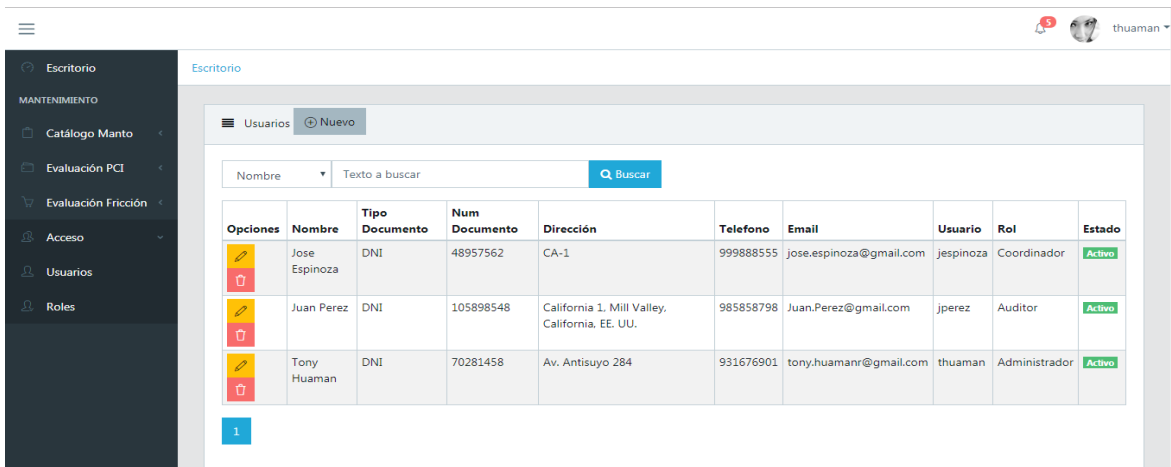 5
thuaman
Escritorio
Escritorio
MANTENIMIENTO
Catálogo Manto
Evaluación PCI
Evaluación Fricción
Acceso
Usuarios
Roles
Usuarios
Nuevo
Nombre
Texto a buscar
Buscar
Opciones Nombre Tipo Documento Num Documento Dirección Telefono Email Usuario Rol Estado
Jose Espinoza DNI 48957562 CA-1 999888555 jose.espinoza@gmail.com jespinoza Coordinador Activo
Juan Perez DNI 105898548 California 1, Mill Valley, California, EE. UU. 985858798 Juan.Perez@gmail.com jperez Auditor Activo
Tony Huaman DNI 70281458 Av. Antisuyo 284 931676901 tony.huamanr@gmail.com thuaman Administrador Activo
1